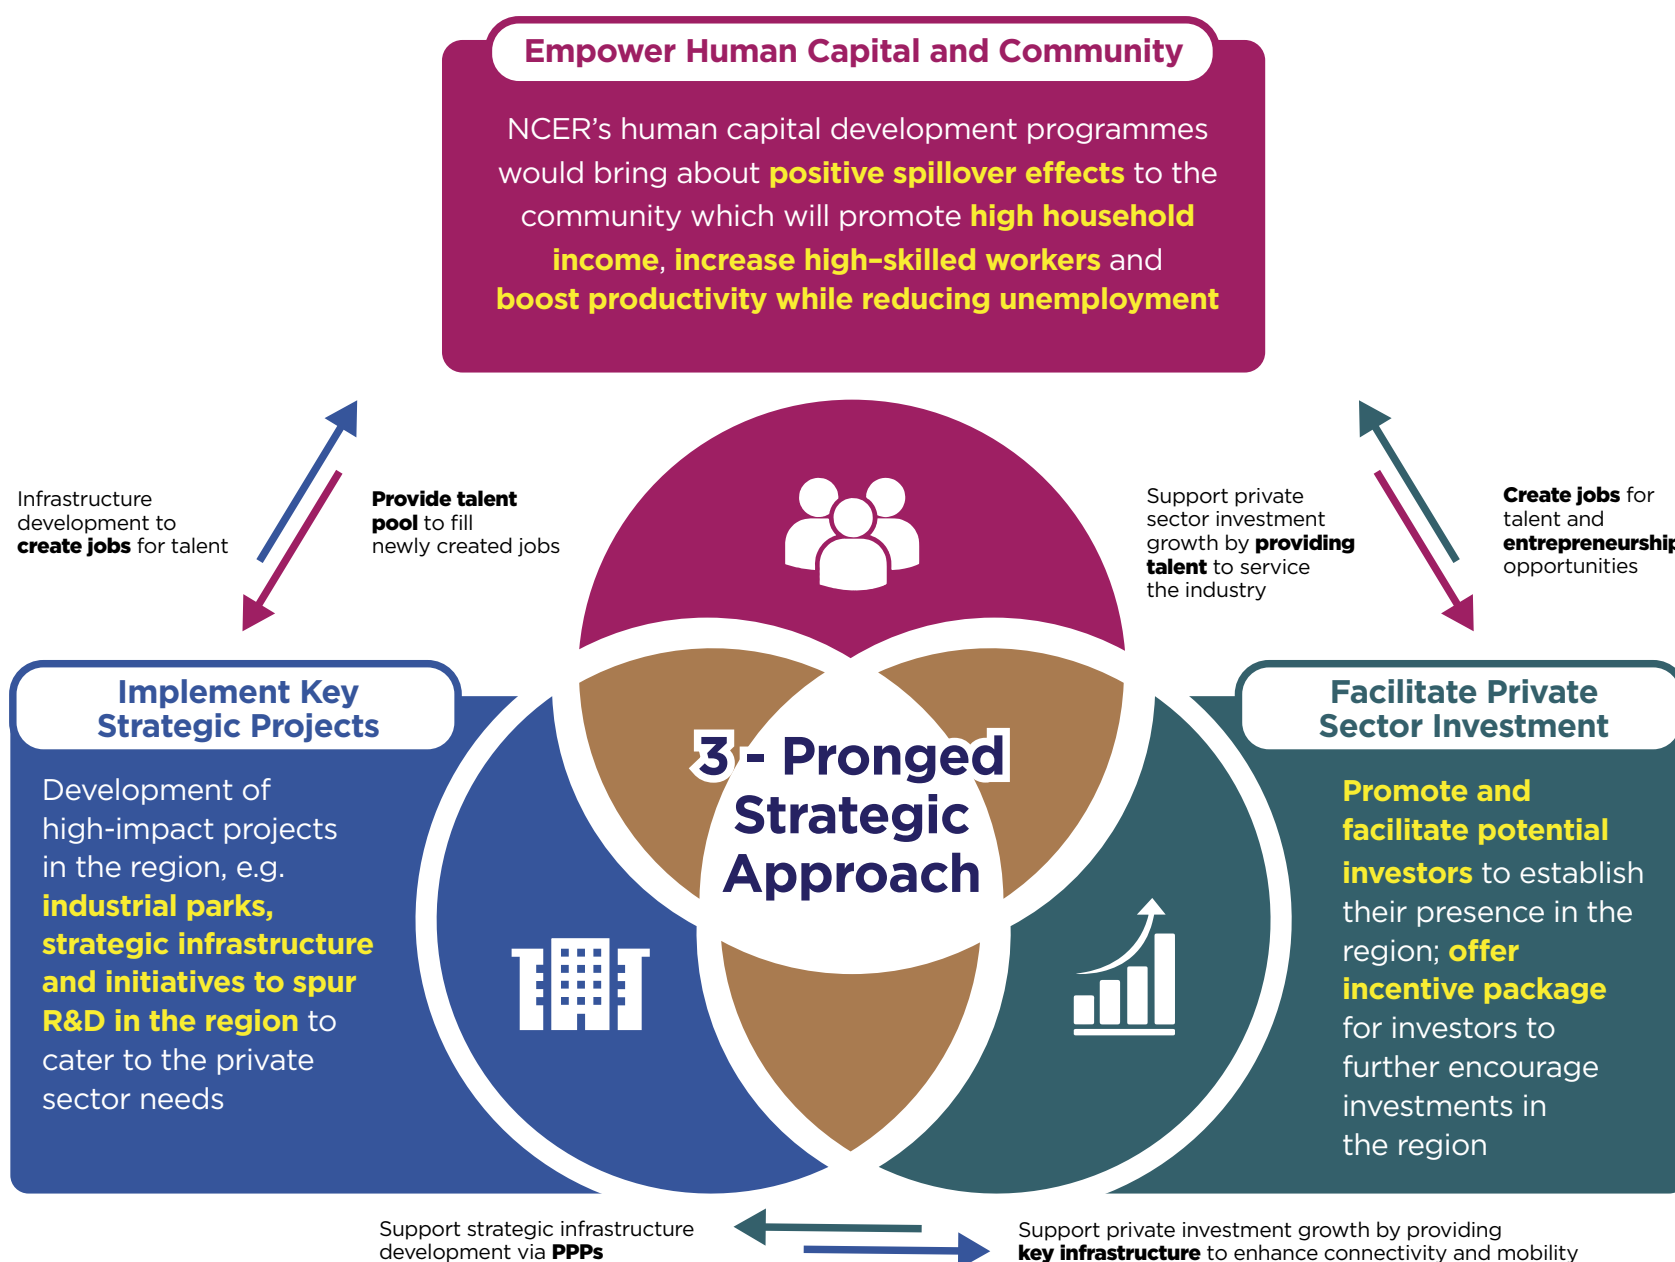 Empower Human Capital and Community
NCER’s human capital development programmes
would bring about positive spillover effects to the
community which will promote high household
income, increase high–skilled workers and
boost productivity while reducing unemployment
Infrastructure
development to
create jobs for talent
Provide talent
pool to fill
newly created jobs
Support private
sector investment
growth by providing
talent to service
the industry
Create jobs for
talent and
entrepreneurship
opportunities
Implement Key
Strategic Projects
Development of
high-impact projects
in the region, e.g.
industrial parks,
strategic infrastructure
and initiatives to spur
R&D in the region to
cater to the private
sector needs
3 - Pronged
Strategic
Approach
Facilitate Private
Sector Investment
Promote and
facilitate potential
investors to establish
their presence in the
region; offer
incentive package
for investors to
further encourage
investments in
the region
Support strategic infrastructure
development via PPPs
Support private investment growth by providing
key infrastructure to enhance connectivity and mobility